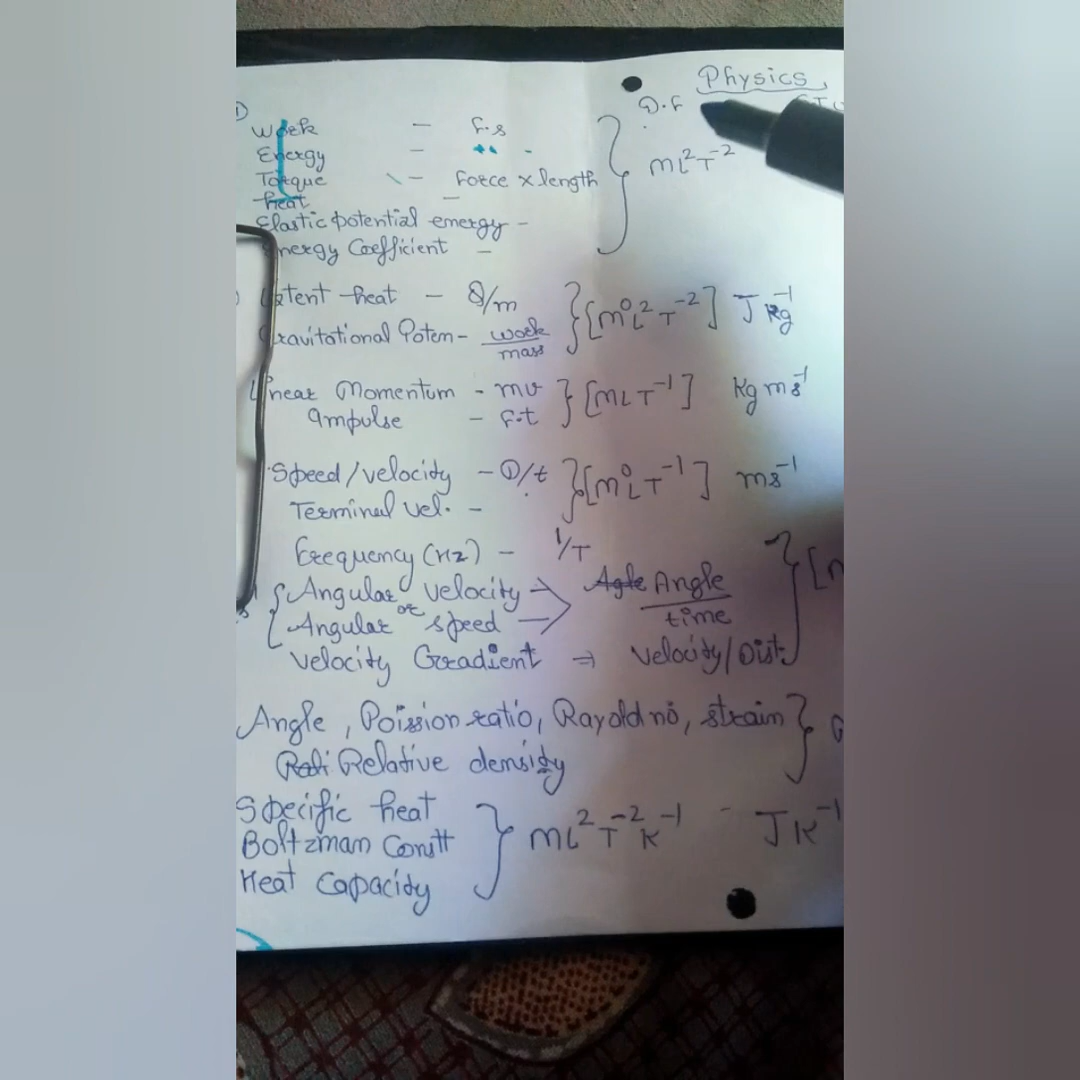 Physics
D.F
Work - F.s
Energy -
Torque - Force × length
heat -
Elastic potential emergy -
Energy Coefficient -
ML²T⁻²
Latent heat - Q/m
Gravitational Poten- work/mass
[M⁰L²T⁻²] J Kg⁻¹
Linear Momentum - mv
Impulse - F.t
[MLT⁻¹] Kg ms⁻¹
Speed/velocity - D/t
Terminal vel. -
[M⁰LT⁻¹] ms⁻¹
Frequency (Hz) - 1/T
Angular velocity → Angle/time
or
Angular speed →
Velocity Gradient ⇒ Velocity/Dist.
Angle, Poission ratio, Rayold no, strain
Relative density
Specific heat
Boltzman Constt
Heat Capacity
ML²T⁻²K⁻¹ - JK⁻¹